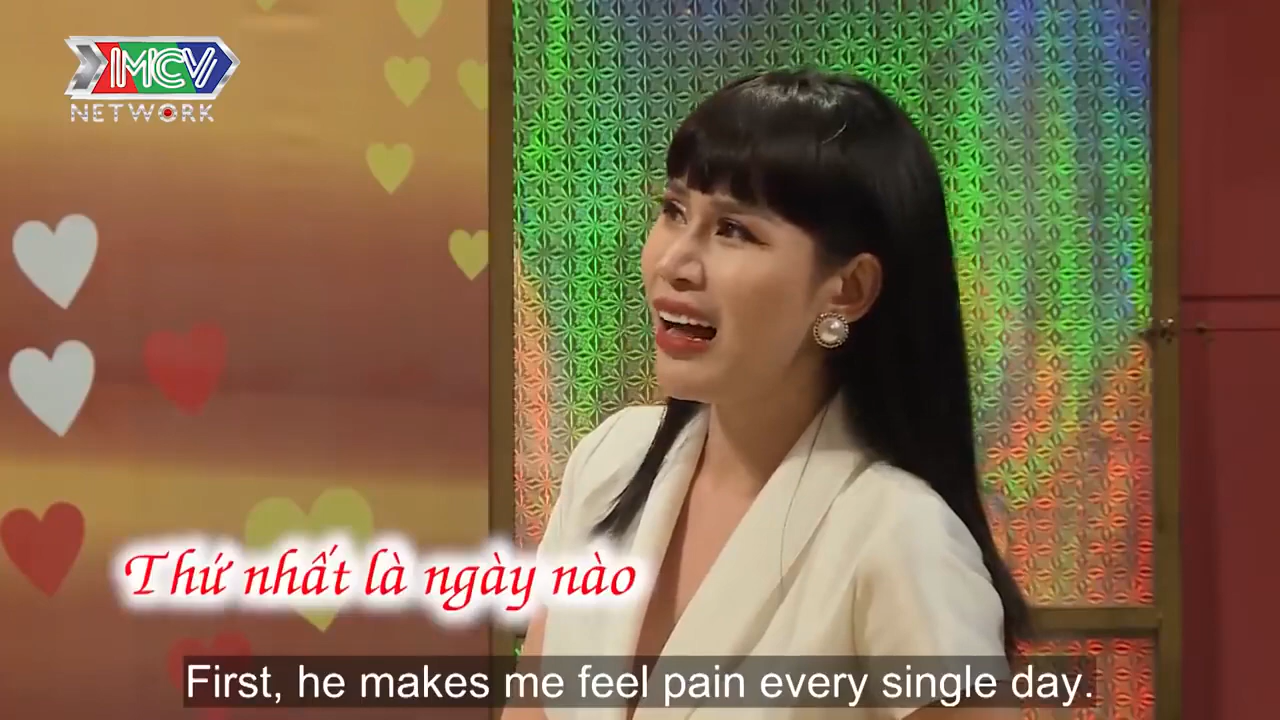 MCV
NETWORK
Thứ nhất là ngày nào
First, he makes me feel pain every single day.